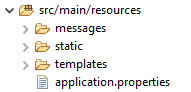 src/main/resources
messages
static
templates
application.properties